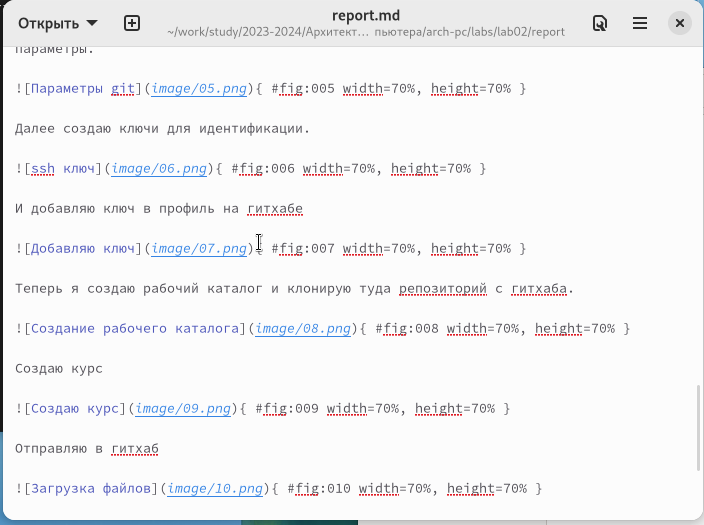 Открыть
report.md
~/work/study/2023-2024/Архитект… пьютера/arch-pc/labs/lab02/report
параметры.
![Параметры git](image/05.png){ #fig:005 width=70%, height=70% }
Далее создаю ключи для идентификации.
![ssh ключ](image/06.png){ #fig:006 width=70%, height=70% }
И добавляю ключ в профиль на гитхабе
![Добавляю ключ](image/07.png){ #fig:007 width=70%, height=70% }
Теперь я создаю рабочий каталог и клонирую туда репозиторий с гитхаба.
![Создание рабочего каталога](image/08.png){ #fig:008 width=70%, height=70% }
Создаю курс
![Создаю курс](image/09.png){ #fig:009 width=70%, height=70% }
Отправляю в гитхаб
![Загрузка файлов](image/10.png){ #fig:010 width=70%, height=70% }